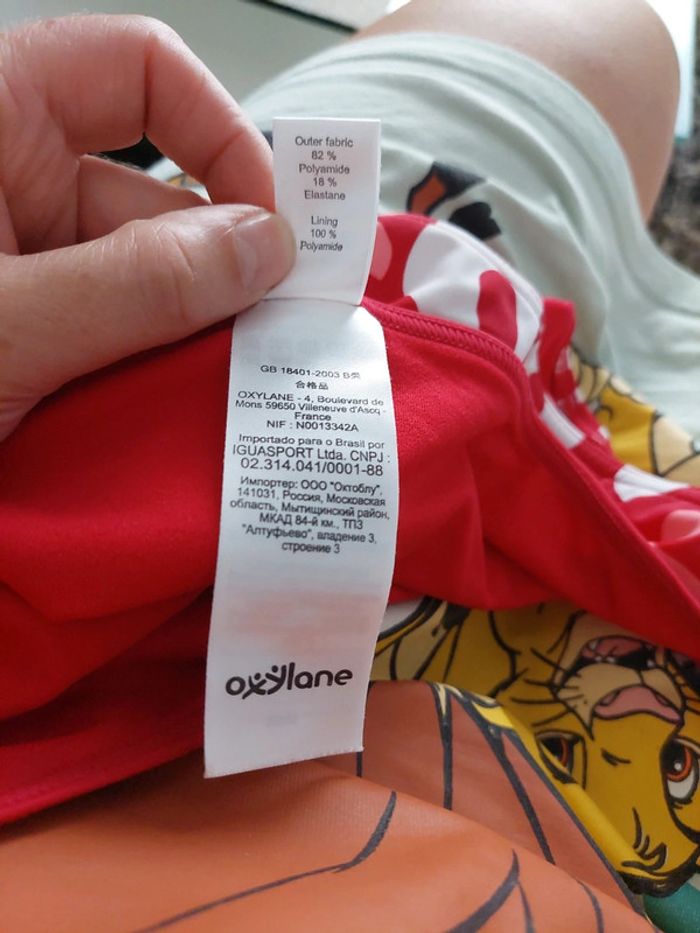 Outer fabric
82 %
Polyamide
18 %
Elastane
Lining
100 %
Polyamide
GB 18401-2003 B类
合格品
OXYLANE - 4, Boulevard de
Mons 59650 Villeneuve d'Ascq -
France
NIF : N0013342A
Importado para o Brasil por
IGUASPORT Ltda. CNPJ :
02.314.041/0001-88
Импортер: ООО "Октоблу",
141031, Россия, Московская
область, Мытищинский район,
МКАД 84-й км., ТПЗ
"Алтуфьево", владение 3,
строение 3
oxylane